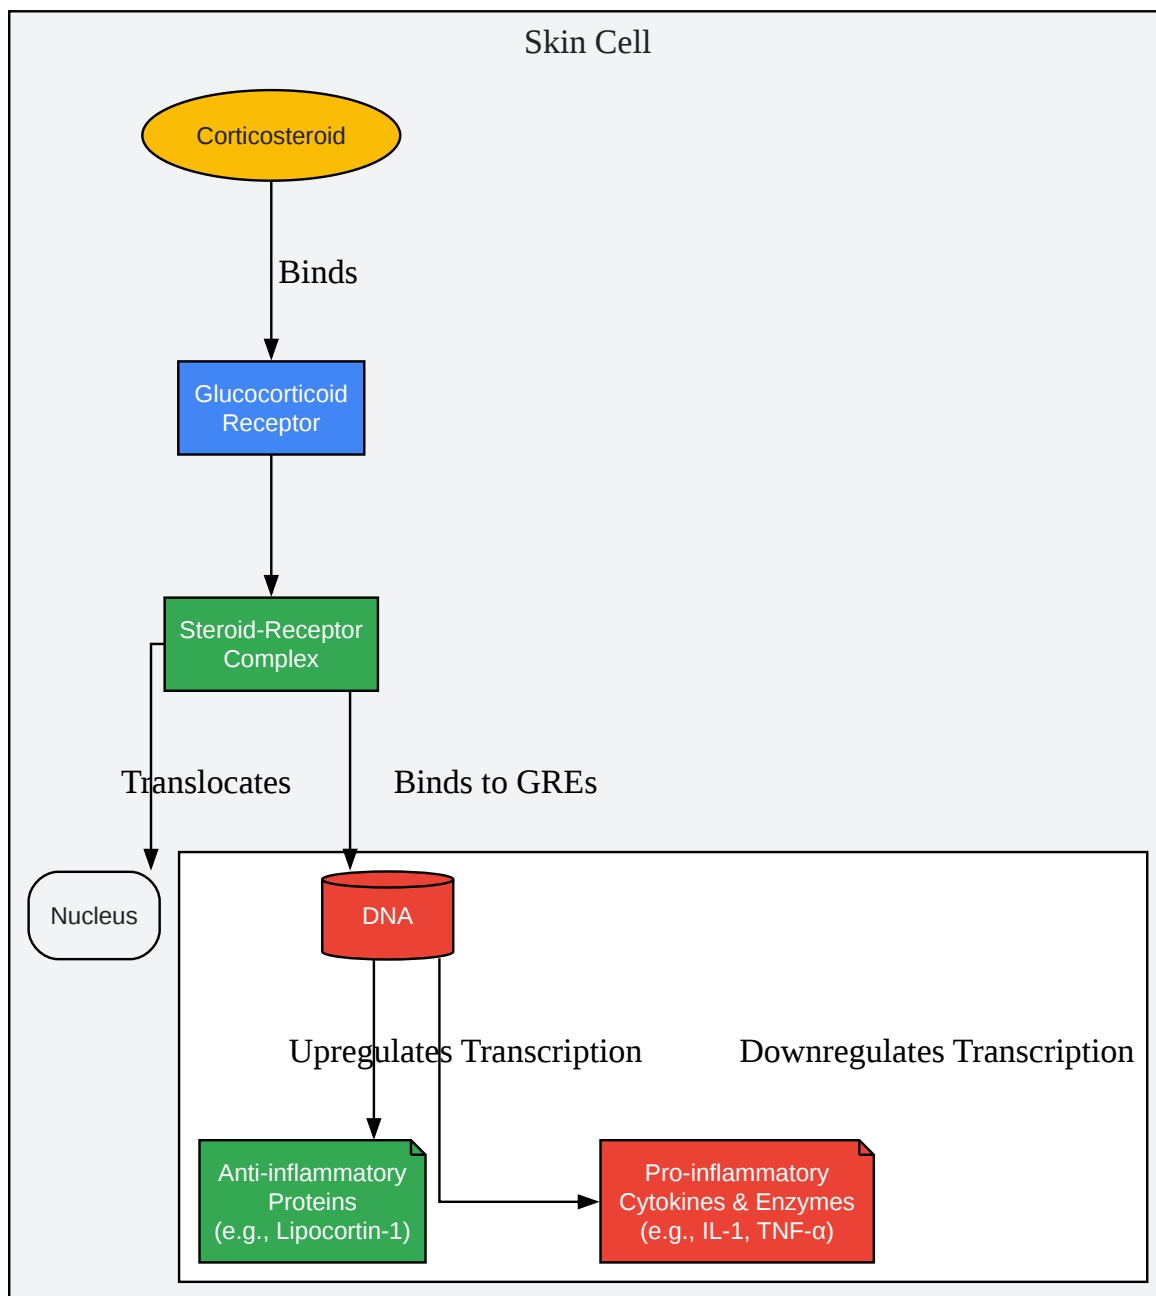 Skin Cell
Corticosteroid
Binds
Glucocorticoid
Receptor
Steroid-Receptor
Complex
Translocates
Binds to GREs
Nucleus
DNA
Upregulates Transcription
Downregulates Transcription
Anti-inflammatory
Proteins
(e.g., Lipocortin-1)
Pro-inflammatory
Cytokines & Enzymes
(e.g., IL-1, TNF-α)